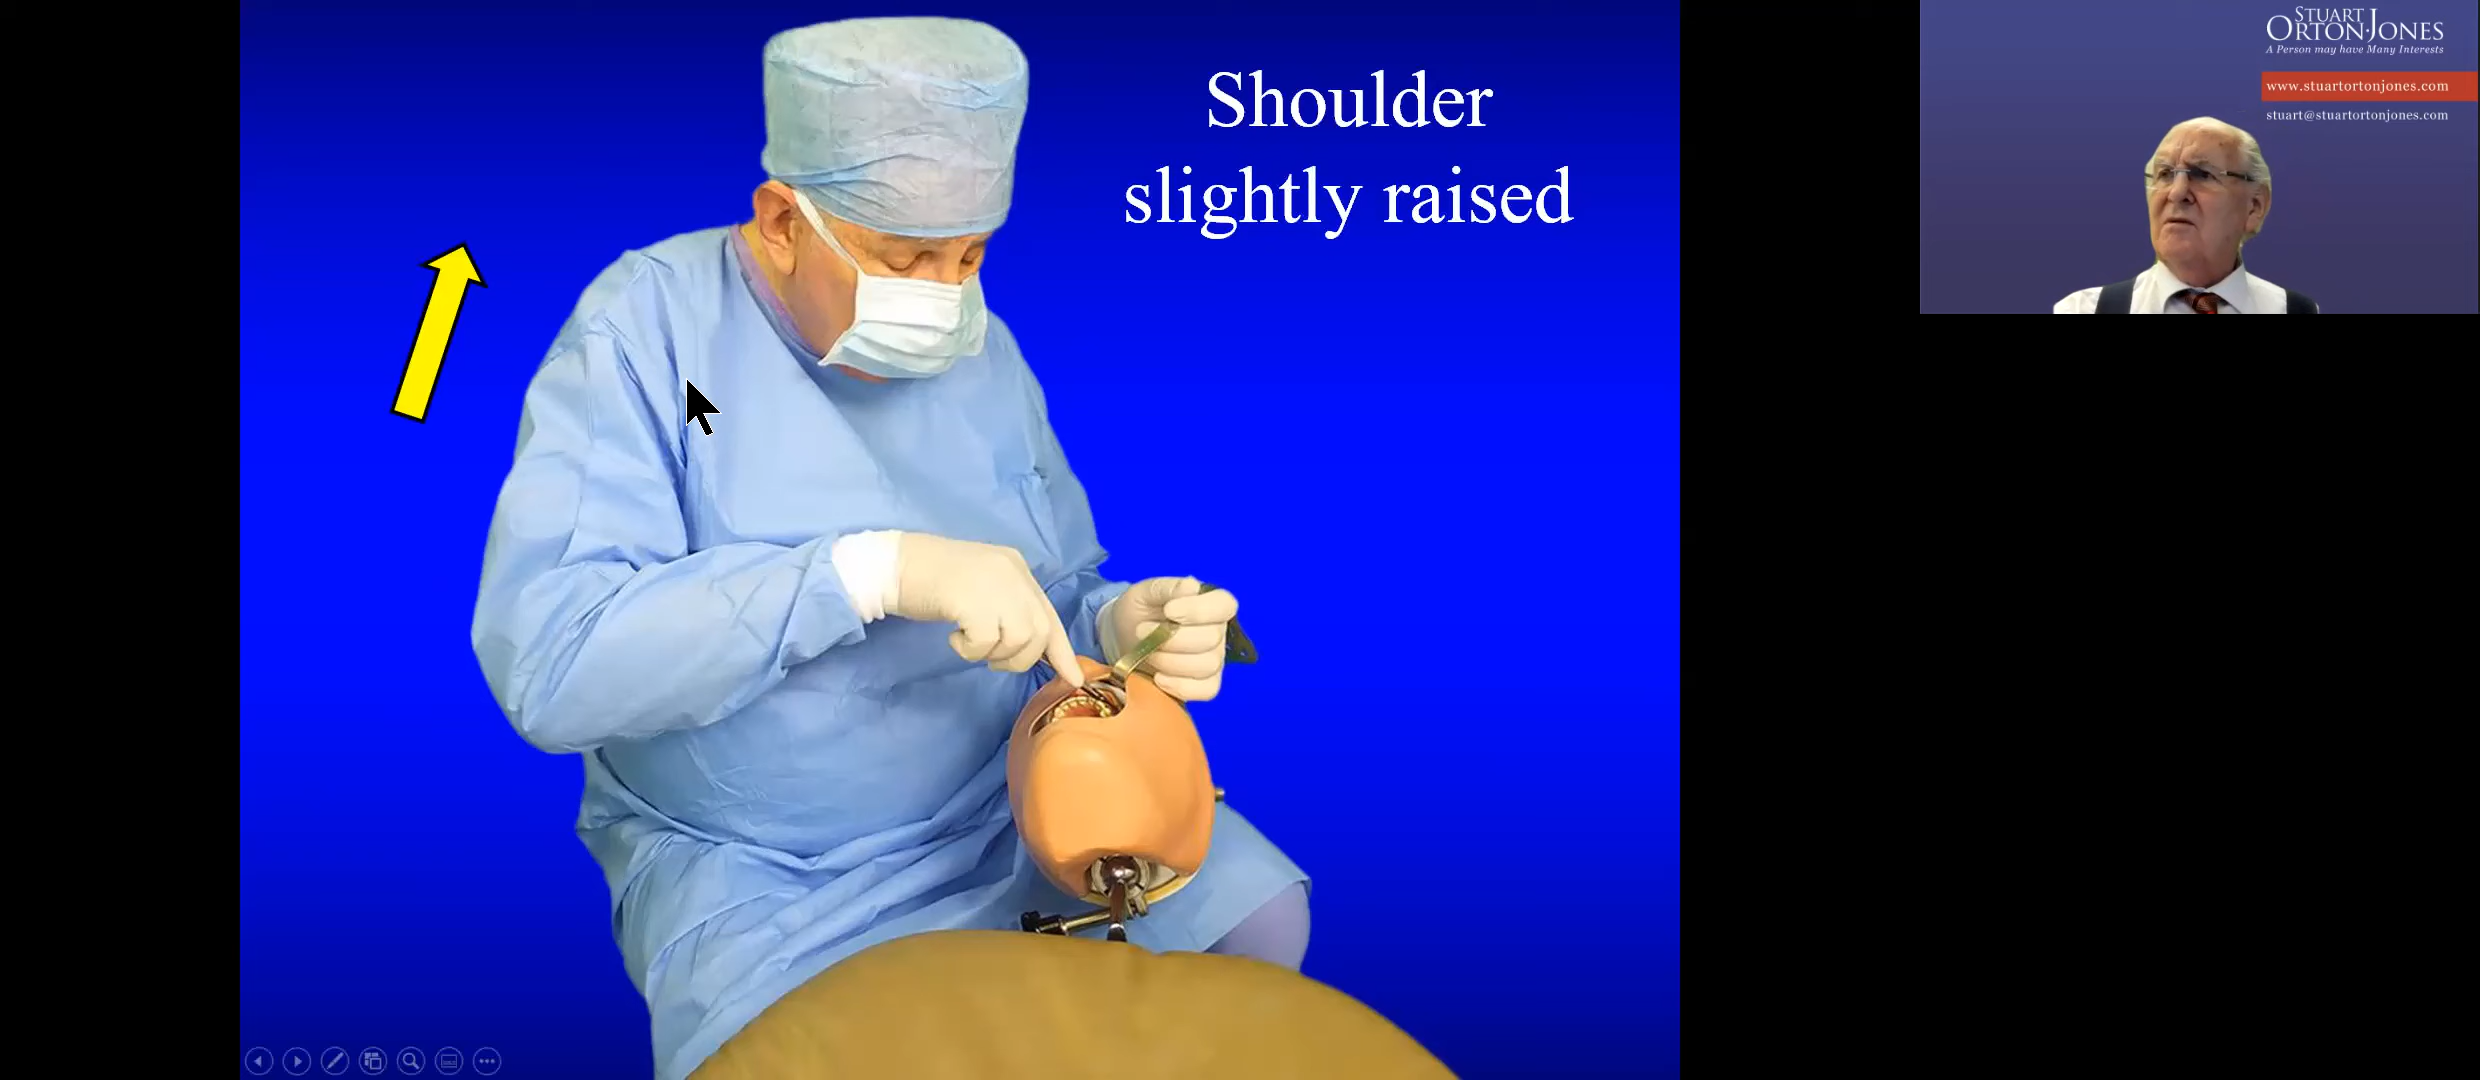 Shoulder
slightly raised
STUART
ORTON-JONES
A Person may have Many Interests
www.stuartortonjones.com
stuart@stuartortonjones.com